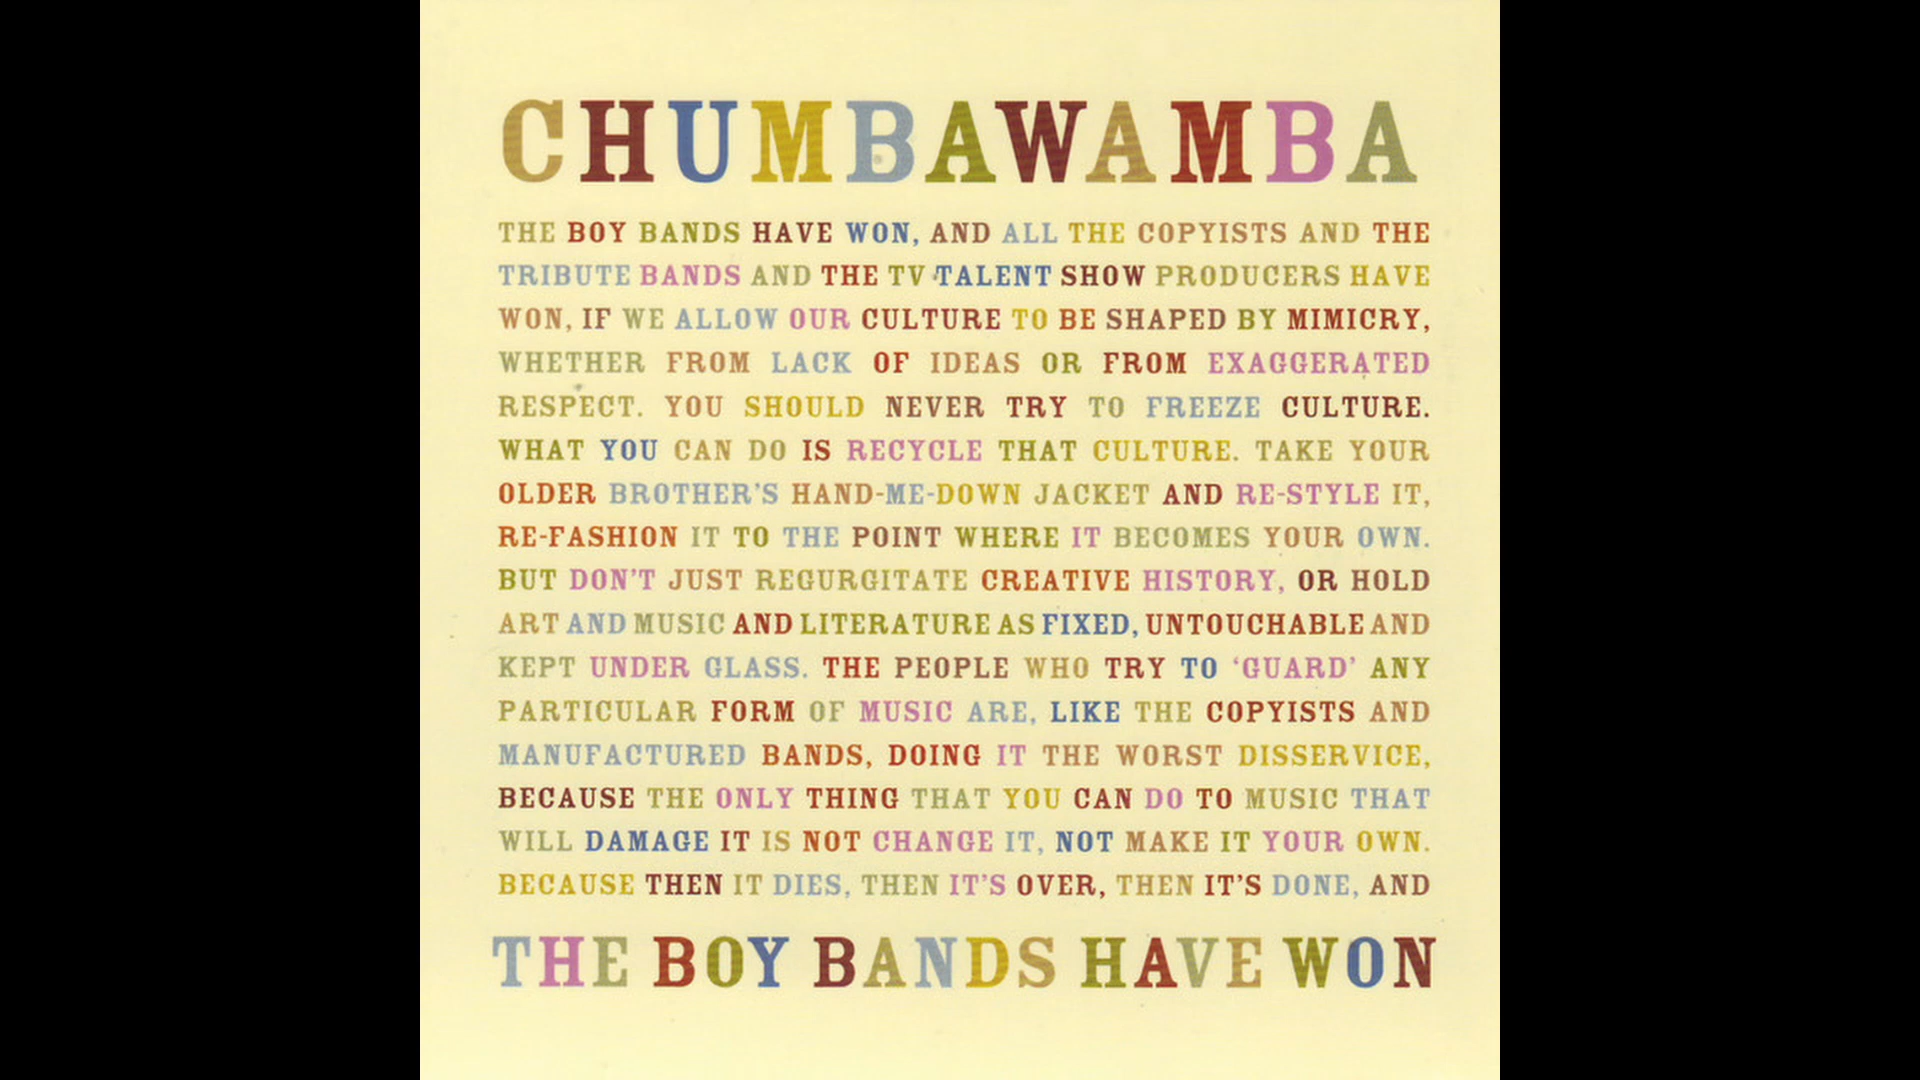 CHUMBAWAMBA
THE BOY BANDS HAVE WON, AND ALL THE COPYISTS AND THE
TRIBUTE BANDS AND THE TV TALENT SHOW PRODUCERS HAVE
WON, IF WE ALLOW OUR CULTURE TO BE SHAPED BY MIMICRY,
WHETHER FROM LACK OF IDEAS OR FROM EXAGGERATED
RESPECT. YOU SHOULD NEVER TRY TO FREEZE CULTURE.
WHAT YOU CAN DO IS RECYCLE THAT CULTURE. TAKE YOUR
OLDER BROTHER'S HAND-ME-DOWN JACKET AND RE-STYLE IT,
RE-FASHION IT TO THE POINT WHERE IT BECOMES YOUR OWN.
BUT DON'T JUST REGURGITATE CREATIVE HISTORY, OR HOLD
ART AND MUSIC AND LITERATURE AS FIXED, UNTOUCHABLE AND
KEPT UNDER GLASS. THE PEOPLE WHO TRY TO ‘GUARD’ ANY
PARTICULAR FORM OF MUSIC ARE, LIKE THE COPYISTS AND
MANUFACTURED BANDS, DOING IT THE WORST DISSERVICE,
BECAUSE THE ONLY THING THAT YOU CAN DO TO MUSIC THAT
WILL DAMAGE IT IS NOT CHANGE IT, NOT MAKE IT YOUR OWN.
BECAUSE THEN IT DIES, THEN IT'S OVER, THEN IT'S DONE, AND
THE BOY BANDS HAVE WON